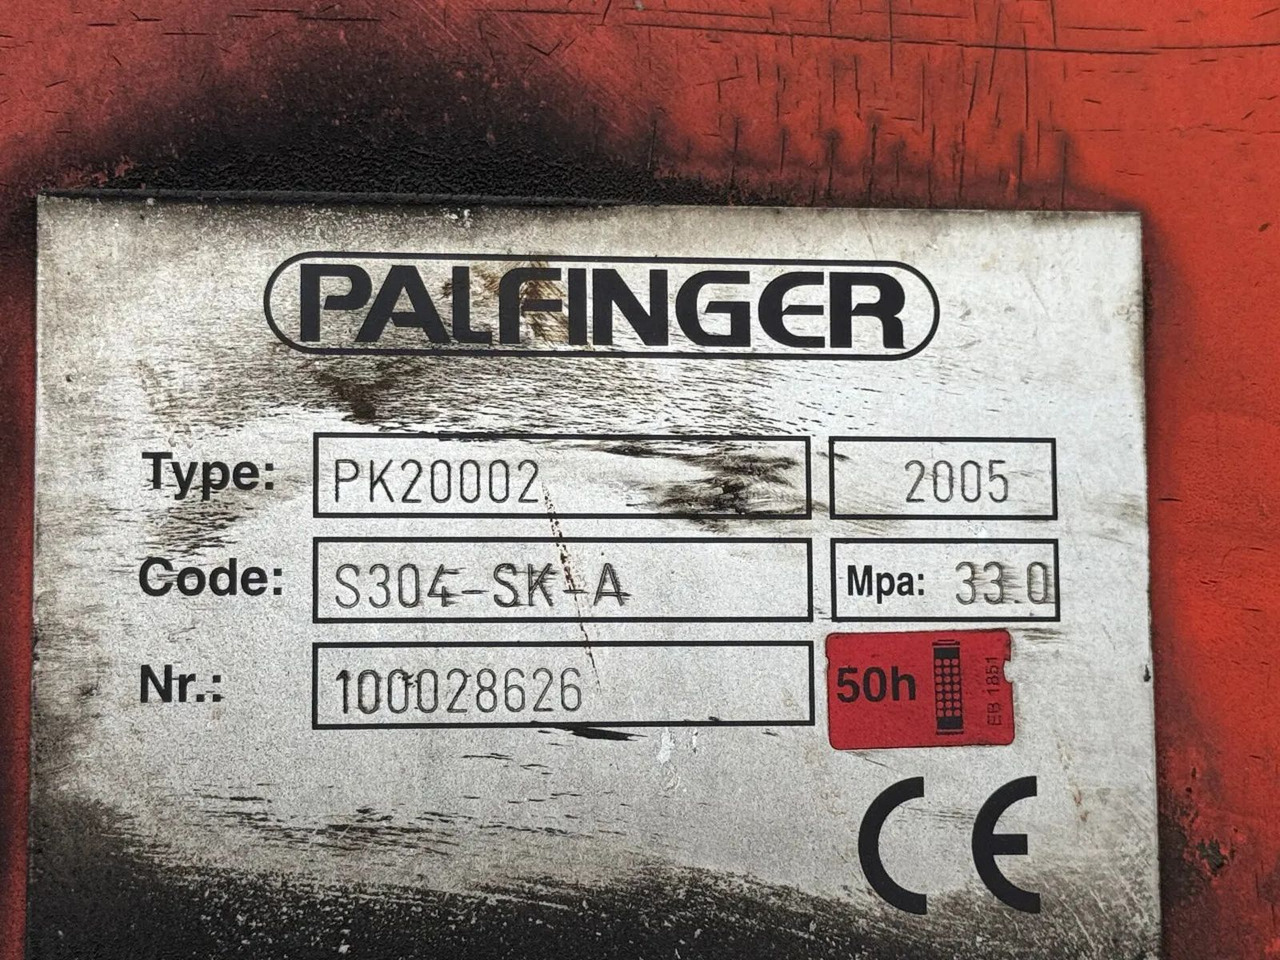 PALFINGER
Type: PK20002 2005
Code: S304-SK-A Mpa: 33.0
Nr.: 100028626 50h EB 1851
CE